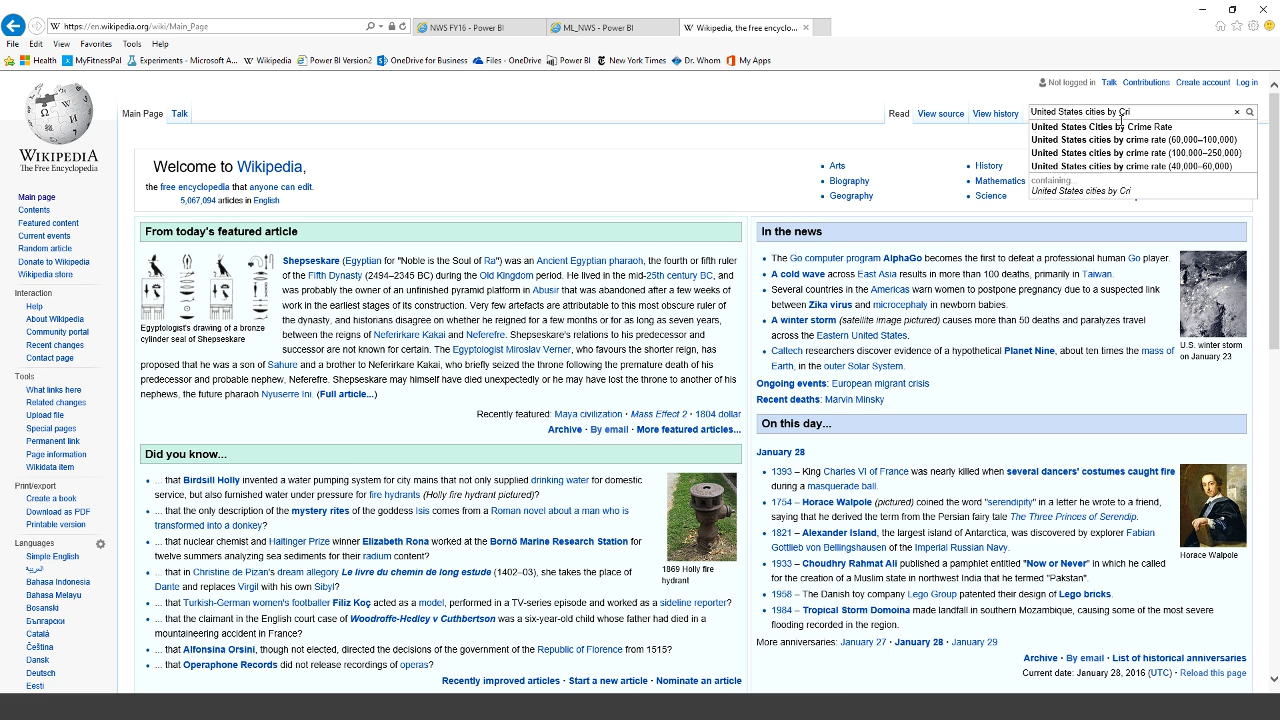 https://en.wikipedia.org/wiki/Main_Page
NWS FY16 - Power BI
ML_NWS - Power BI
Wikipedia, the free encyclo...
File Edit View Favorites Tools Help
Health MyFitnessPal Experiments - Microsoft A... Wikipedia Power BI Version2 OneDrive for Business Files - OneDrive Power BI New York Times Dr. Whom My Apps
Not logged in Talk Contributions Create account Log in
Main Page Talk Read View source View history
United States cities by Cri
United States Cities by Crime Rate
United States cities by crime rate (60,000–100,000)
United States cities by crime rate (100,000–250,000)
United States cities by crime rate (40,000–60,000)
containing...
United States cities by Cri
WIKIPEDIA
The Free Encyclopedia
Main page
Contents
Featured content
Current events
Random article
Donate to Wikipedia
Wikipedia store
Interaction
Help
About Wikipedia
Community portal
Recent changes
Contact page
Tools
What links here
Related changes
Upload file
Special pages
Permanent link
Page information
Wikidata item
Print/export
Create a book
Download as PDF
Printable version
Languages
Simple English
العربية
Bahasa Indonesia
Bahasa Melayu
Bosanski
Български
Català
Čeština
Dansk
Deutsch
Eesti
Welcome to Wikipedia,
the free encyclopedia that anyone can edit.
5,067,094 articles in English
Arts
Biography
Geography
History
Mathematics
Science
From today's featured article
Shepseskare (Egyptian for "Noble is the Soul of Ra") was an Ancient Egyptian pharaoh, the fourth or fifth ruler
of the Fifth Dynasty (2494–2345 BC) during the Old Kingdom period. He lived in the mid-25th century BC, and
was probably the owner of an unfinished pyramid platform in Abusir that was abandoned after a few weeks of
work in the earliest stages of its construction. Very few artefacts are attributable to this most obscure ruler of
the dynasty, and historians disagree on whether he reigned for a few months or for as long as seven years,
between the reigns of Neferirkare Kakai and Neferefre. Shepseskare's relations to his predecessor and
successor are not known for certain. The Egyptologist Miroslav Verner, who favours the shorter reign, has
proposed that he was a son of Sahure and a brother to Neferirkare Kakai, who briefly seized the throne following the premature death of his
predecessor and probable nephew, Neferefre. Shepseskare may himself have died unexpectedly or he may have lost the throne to another of his
nephews, the future pharaoh Nyuserre Ini. (Full article...)
Egyptologist's drawing of a bronze
cylinder seal of Shepseskare
Recently featured: Maya civilization · Mass Effect 2 · 1804 dollar
Archive · By email · More featured articles...
Did you know...
... that Birdsill Holly invented a water pumping system for city mains that not only supplied drinking water for domestic
service, but also furnished water under pressure for fire hydrants (Holly fire hydrant pictured)?
... that the only description of the mystery rites of the goddess Isis comes from a Roman novel about a man who is
transformed into a donkey?
... that nuclear chemist and Haitinger Prize winner Elizabeth Rona worked at the Bornö Marine Research Station for
twelve summers analyzing sea sediments for their radium content?
... that in Christine de Pizan's dream allegory Le livre du chemin de long estude (1402–03), she takes the place of
Dante and replaces Virgil with his own Sibyl?
... that Turkish-German women's footballer Filiz Koç acted as a model, performed in a TV-series episode and worked as a sideline reporter?
... that the claimant in the English court case of Woodroffe-Hedley v Cuthbertson was a six-year-old child whose father had died in a
mountaineering accident in France?
... that Alfonsina Orsini, though not elected, directed the decisions of the government of the Republic of Florence from 1515?
... that Operaphone Records did not release recordings of operas?
1869 Holly fire
hydrant
Recently improved articles · Start a new article · Nominate an article
In the news
The Go computer program AlphaGo becomes the first to defeat a professional human Go player.
A cold wave across East Asia results in more than 100 deaths, primarily in Taiwan.
Several countries in the Americas warn women to postpone pregnancy due to a suspected link
between Zika virus and microcephaly in newborn babies.
A winter storm (satellite image pictured) causes more than 50 deaths and paralyzes travel
across the Eastern United States.
Caltech researchers discover evidence of a hypothetical Planet Nine, about ten times the mass of
Earth, in the outer Solar System.
U.S. winter storm
on January 23
Ongoing events: European migrant crisis
Recent deaths: Marvin Minsky
On this day...
January 28
1393 – King Charles VI of France was nearly killed when several dancers' costumes caught fire
during a masquerade ball.
1754 – Horace Walpole (pictured) coined the word "serendipity" in a letter he wrote to a friend,
saying that he derived the term from the Persian fairy tale The Three Princes of Serendip.
1821 – Alexander Island, the largest island of Antarctica, was discovered by explorer Fabian
Gottlieb von Bellingshausen of the Imperial Russian Navy.
1933 – Choudhry Rahmat Ali published a pamphlet entitled "Now or Never" in which he called
for the creation of a Muslim state in northwest India that he termed "Pakstan".
1958 – The Danish toy company Lego Group patented their design of Lego bricks.
1984 – Tropical Storm Domoina made landfall in southern Mozambique, causing some of the most severe
flooding recorded in the region.
Horace Walpole
More anniversaries: January 27 · January 28 · January 29
Archive · By email · List of historical anniversaries
Current date: January 28, 2016 (UTC) · Reload this page